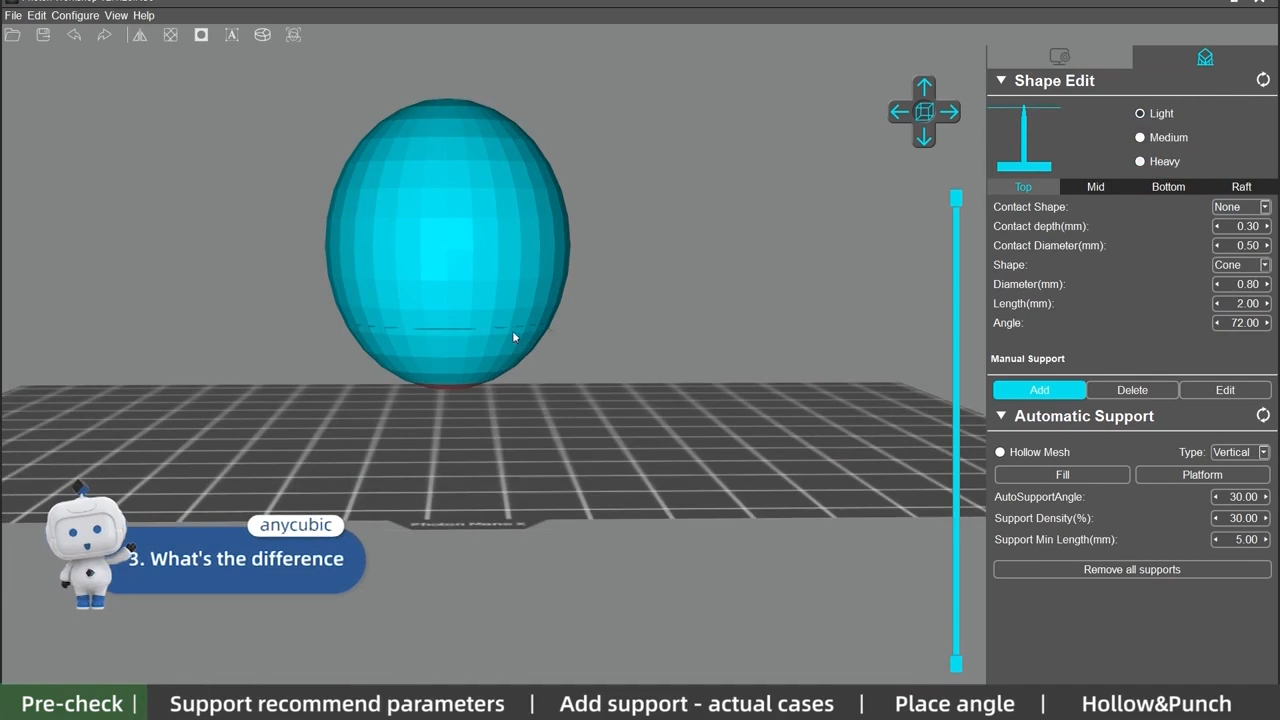 File Edit Configure View Help
Shape Edit
Light
Medium
Heavy
Top Mid Bottom Raft
Contact Shape: None
Contact depth(mm): 0.30
Contact Diameter(mm): 0.50
Shape: Cone
Diameter(mm): 0.80
Length(mm): 2.00
Angle: 72.00
Manual Support
Add Delete Edit
Automatic Support
Hollow Mesh Type: Vertical
Fill Platform
AutoSupportAngle: 30.00
Support Density(%): 30.00
Support Min Length(mm): 5.00
Remove all supports
anycubic
3. What's the difference
Pre-check | Support recommend parameters | Add support - actual cases | Place angle | Hollow&Punch